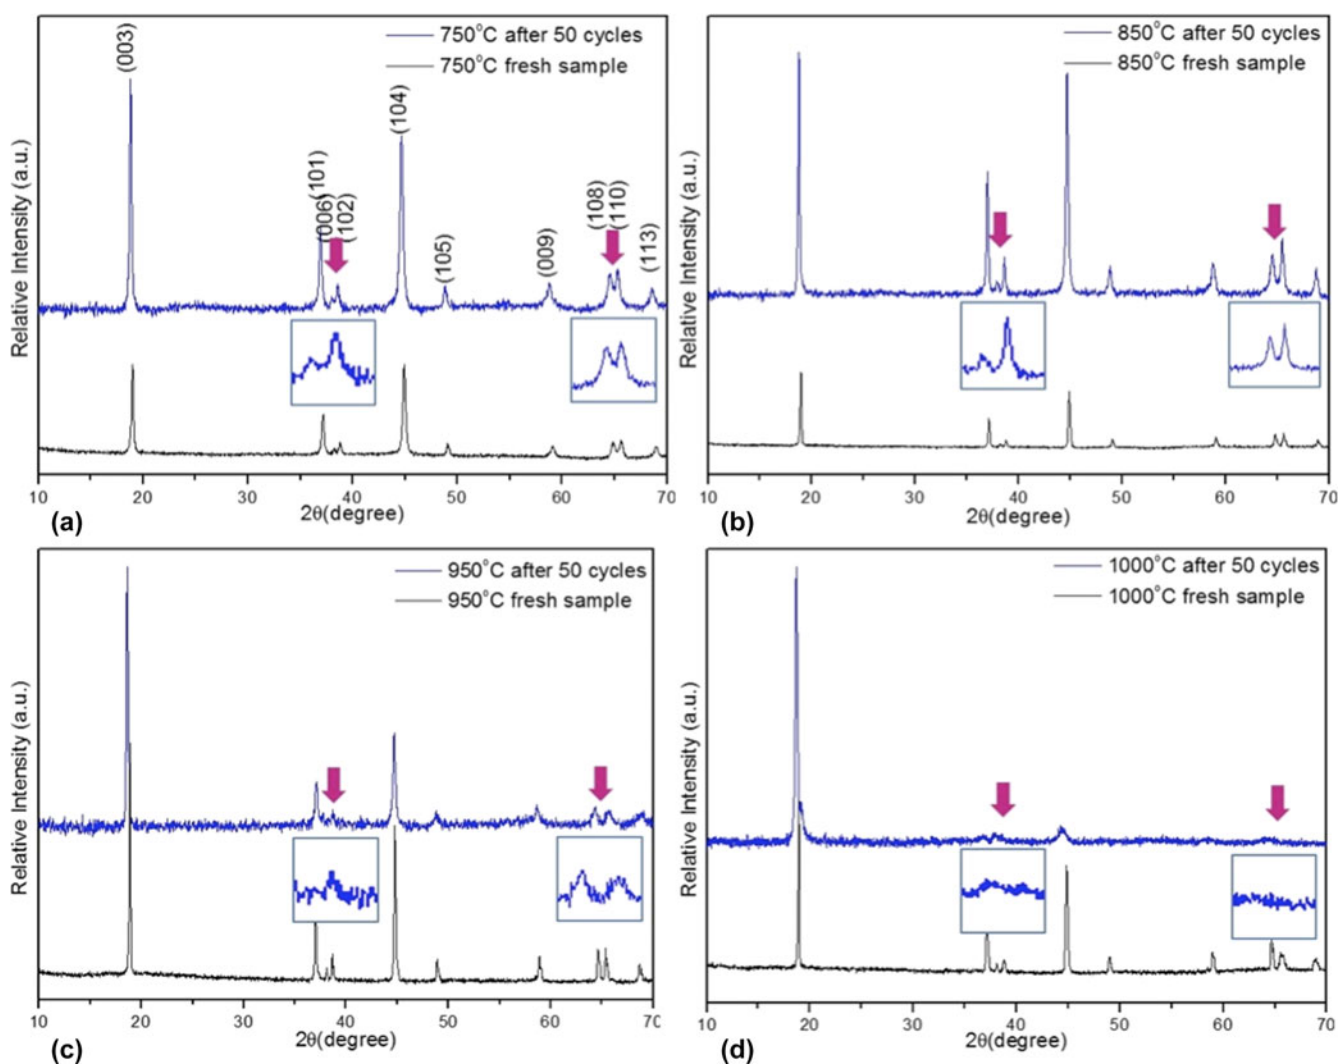 750°C after 50 cycles
750°C fresh sample
(003)
(101)
(006)
(102)
(104)
(105)
(009)
(108)
(110)
(113)
Relative Intensity (a.u.)
10 20 30 40 50 60 70
2θ(degree)
(a)
850°C after 50 cycles
850°C fresh sample
Relative Intensity (a.u.)
10 20 30 40 50 60 70
2θ(degree)
(b)
950°C after 50 cycles
950°C fresh sample
Relative Intensity (a.u.)
10 20 30 40 50 60 70
2θ(degree)
(c)
1000°C after 50 cycles
1000°C fresh sample
Relative Intensity (a.u.)
10 20 30 40 50 60 70
2θ(degree)
(d)